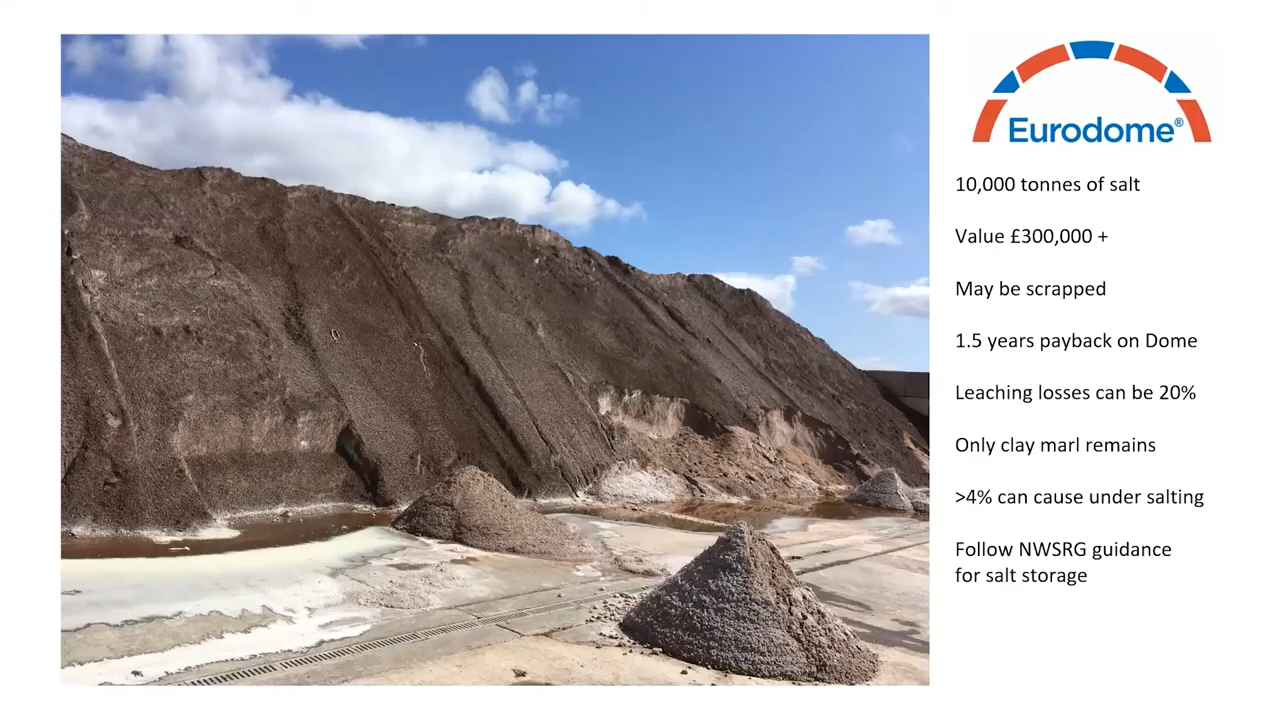 Eurodome®
10,000 tonnes of salt
Value £300,000 +
May be scrapped
1.5 years payback on Dome
Leaching losses can be 20%
Only clay marl remains
>4% can cause under salting
Follow NWSRG guidance
for salt storage